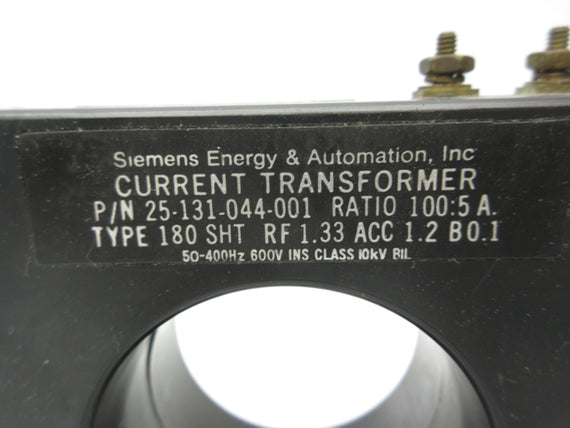 Siemens Energy & Automation, Inc
CURRENT TRANSFORMER
P/N 25-131-044-001 RATIO 100:5 A.
TYPE 180 SHT RF 1.33 ACC 1.2 B0.1
50-400Hz 600V INS CLASS 10kV BIL